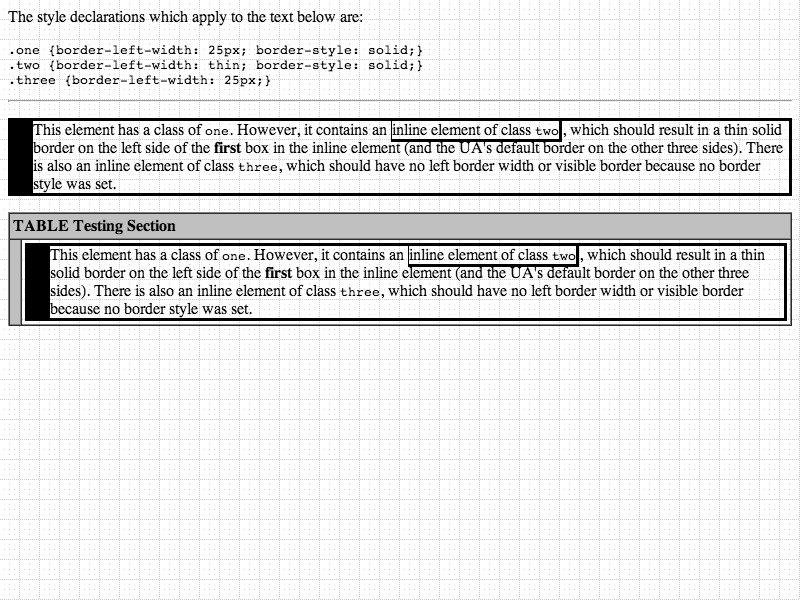 The style declarations which apply to the text below are:
.one {border-left-width: 25px; border-style: solid;}
.two {border-left-width: thin; border-style: solid;}
.three {border-left-width: 25px;}
This element has a class of one. However, it contains an inline element of class two, which should result in a thin solid
border on the left side of the first box in the inline element (and the UA's default border on the other three sides). There
is also an inline element of class three, which should have no left border width or visible border because no border
style was set.
TABLE Testing Section
This element has a class of one. However, it contains an inline element of class two, which should result in a thin
solid border on the left side of the first box in the inline element (and the UA's default border on the other three
sides). There is also an inline element of class three, which should have no left border width or visible border
because no border style was set.